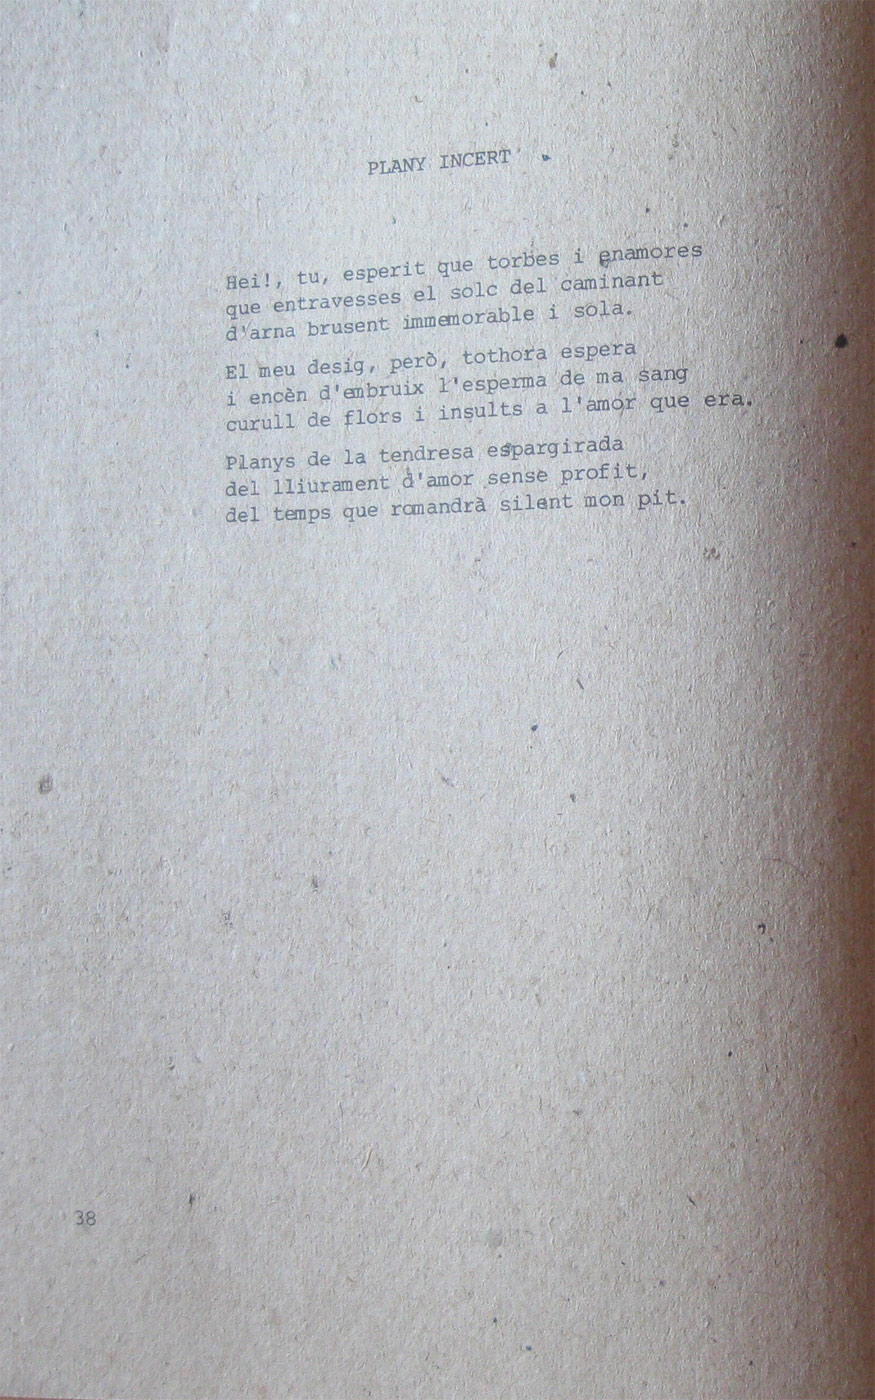 PLANY INCERT
Hei!, tu, esperit que torbes i enamores
que entravesses el solc del caminant
d'arna brusent immemorable i sola.
El meu desig, però, tothora espera
i encèn d'embruix l'esperma de ma sang
curull de flors i insults a l'amor que era.
Planys de la tendresa espargirada
del lliurament d'amor sense profit,
del temps que romandrà silent mon pit.
38